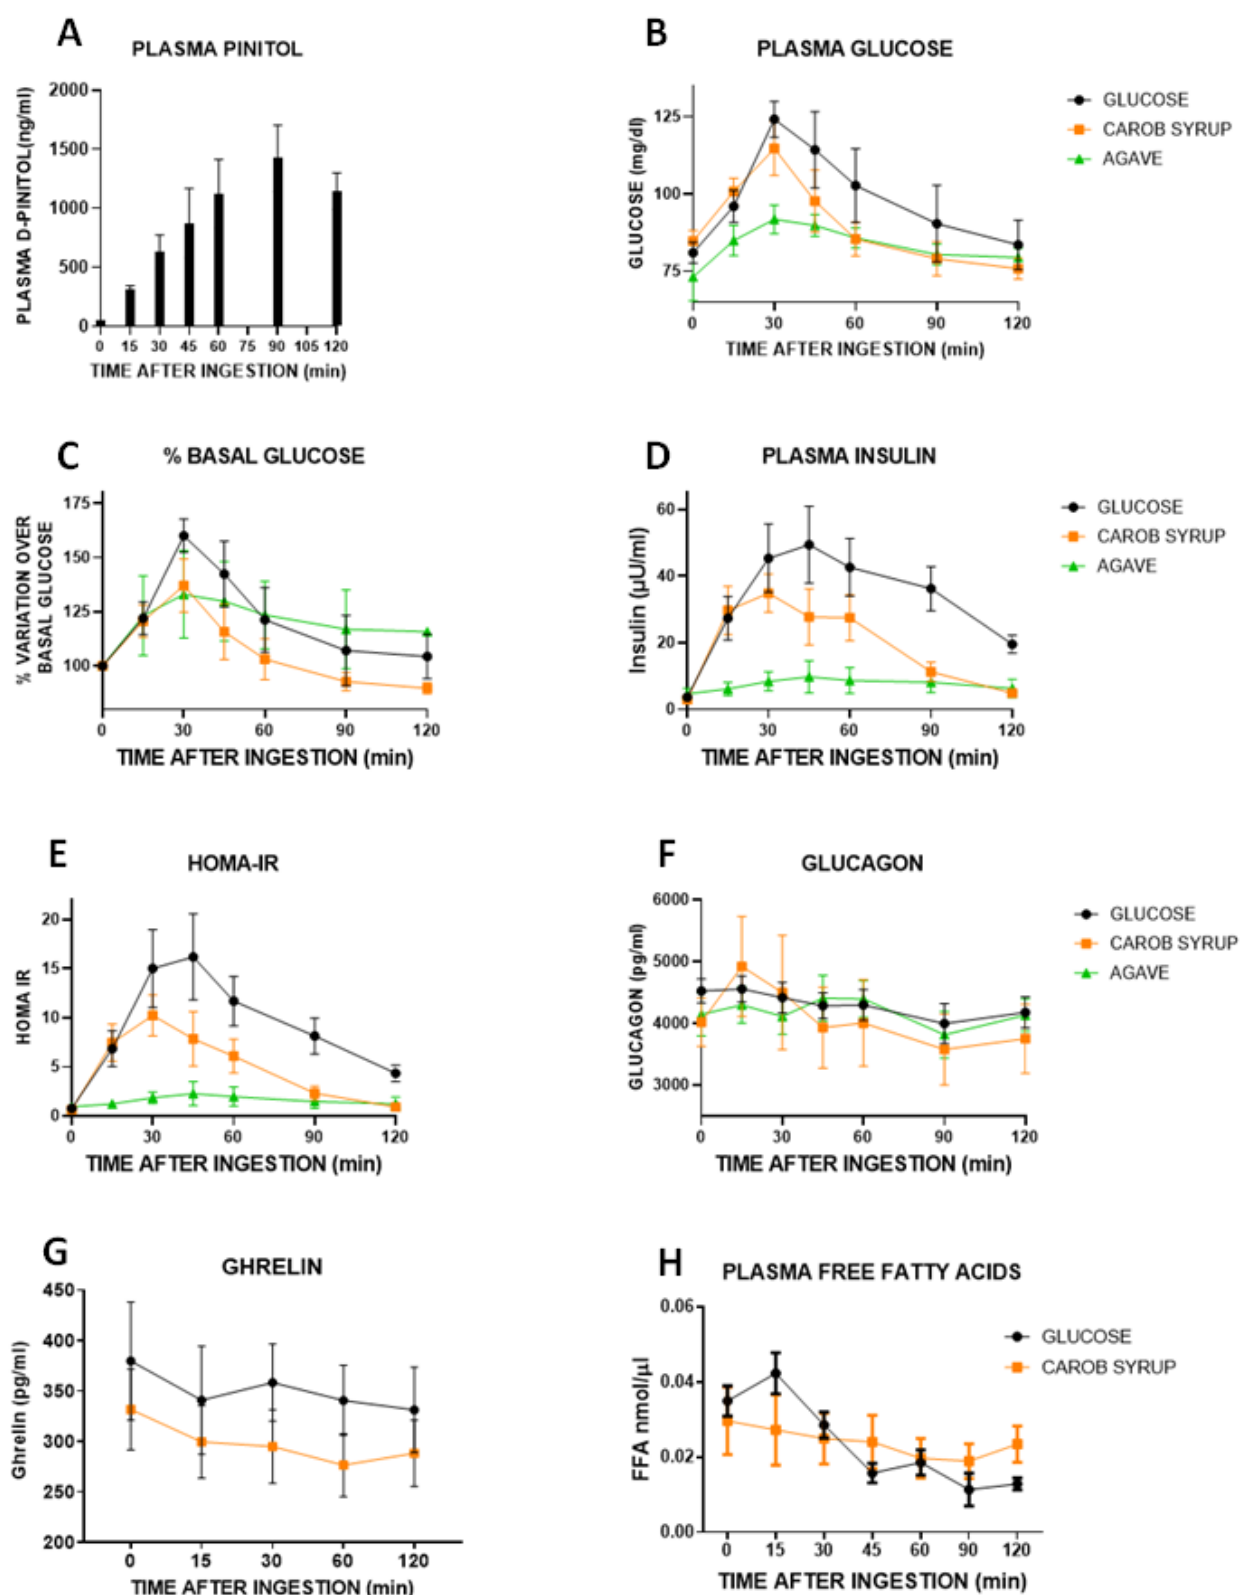 A
PLASMA PINITOL
PLASMA D-PINITOL(ng/ml)
2000
1500
1000
500
0
0 15 30 45 60 75 90 105 120
TIME AFTER INGESTION (min)
B
PLASMA GLUCOSE
GLUCOSE (mg/dl)
125
100
75
0 30 60 90 120
TIME AFTER INGESTION (min)
GLUCOSE
CAROB SYRUP
AGAVE
C
% BASAL GLUCOSE
% VARIATION OVER
BASAL GLUCOSE
175
150
125
100
0 30 60 90 120
TIME AFTER INGESTION (min)
D
PLASMA INSULIN
Insulin (µU/ml)
60
40
20
0
0 30 60 90 120
TIME AFTER INGESTION (min)
GLUCOSE
CAROB SYRUP
AGAVE
E
HOMA-IR
HOMA IR
20
15
10
5
0
0 30 60 90 120
TIME AFTER INGESTION (min)
F
GLUCAGON
GLUCAGON (pg/ml)
6000
5000
4000
3000
0 30 60 90 120
TIME AFTER INGESTION (min)
GLUCOSE
CAROB SYRUP
AGAVE
G
GHRELIN
Ghrelin (pg/ml)
450
400
350
300
250
200
0 15 30 60 120
TIME AFTER INGESTION (min)
H
PLASMA FREE FATTY ACIDS
FFA nmol/µl
0.06
0.04
0.02
0.00
0 15 30 45 60 90 120
TIME AFTER INGESTION (min)
GLUCOSE
CAROB SYRUP